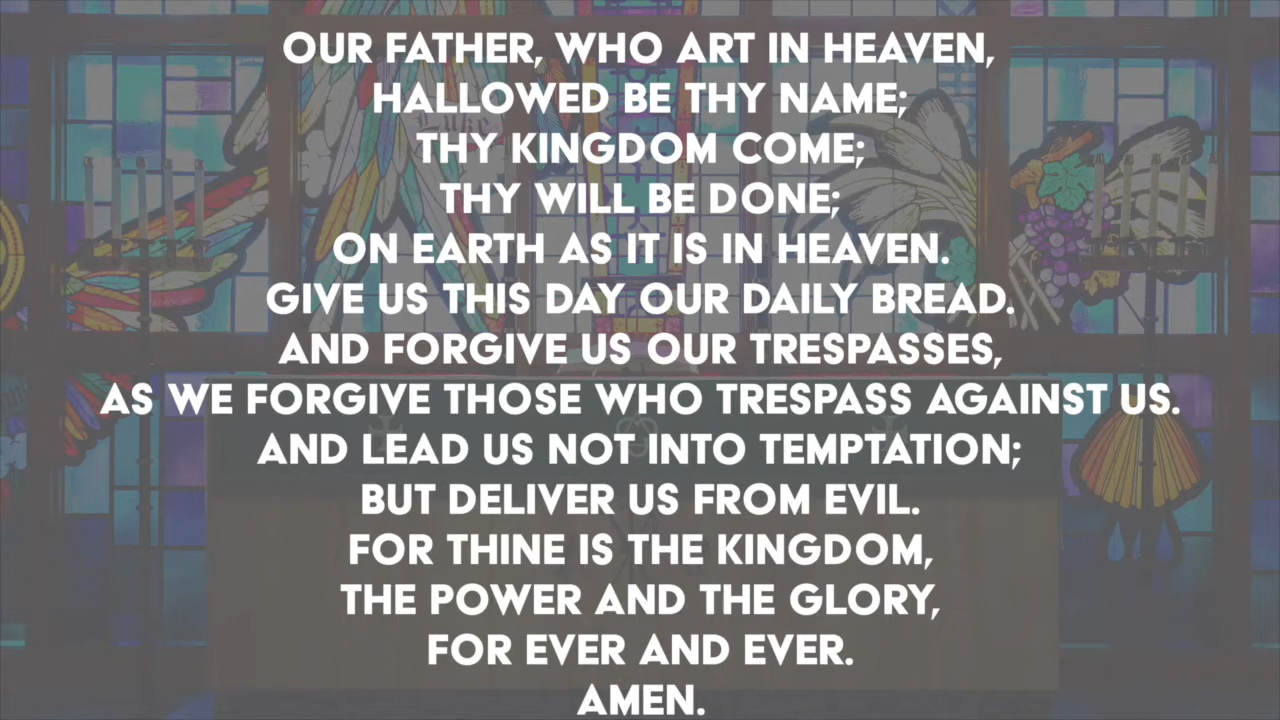 OUR FATHER, WHO ART IN HEAVEN,
HALLOWED BE THY NAME;
THY KINGDOM COME;
THY WILL BE DONE;
ON EARTH AS IT IS IN HEAVEN.
GIVE US THIS DAY OUR DAILY BREAD.
AND FORGIVE US OUR TRESPASSES,
AS WE FORGIVE THOSE WHO TRESPASS AGAINST US.
AND LEAD US NOT INTO TEMPTATION;
BUT DELIVER US FROM EVIL.
FOR THINE IS THE KINGDOM,
THE POWER AND THE GLORY,
FOR EVER AND EVER.
AMEN.
Luke